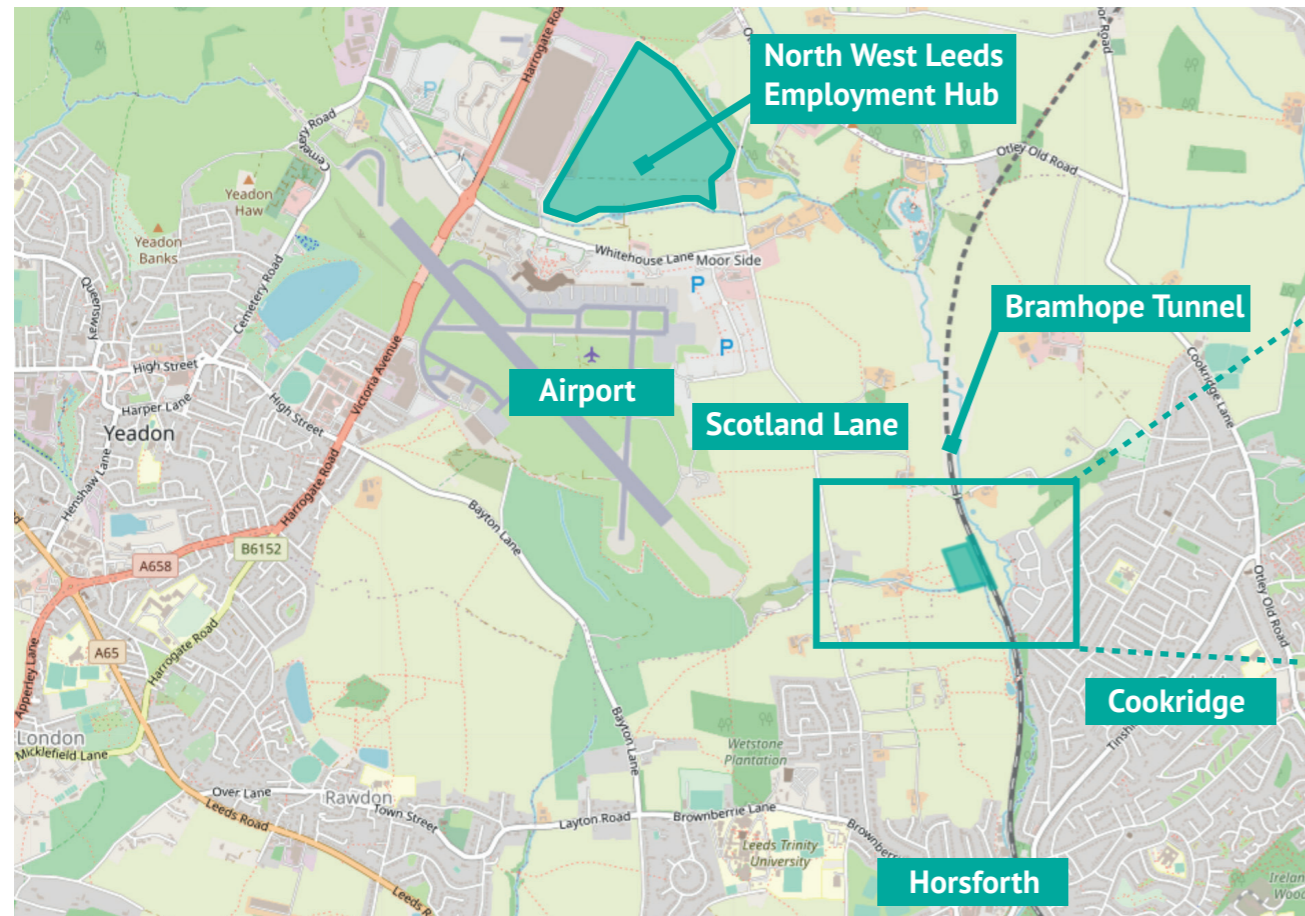 Harrogate Roa
North West Leeds
Employment Hub
P
Cemetery Road
Otley Old Road
Yeadon
Haw
Yeadon
Banks
Queensway
Cemetery Road
Whitehouse Lane
Moor Side
P
P
Bramhope Tunnel
High Street
Victoria Avenue
Airport
Cookridge Lane
Harper Lane
Yeadon
High Street
Scotland Lane
Henshaw Lane
Harrogate Road
Bayton Lane
B6152
A658
Otley Old Road
A65
Harrogate Road
Apperley Lane
Cookridge
London
Micklefield Lane
Bayton Lane
Wetstone
Plantation
Over Lane
Rawdon
Town Street
Leeds Road
Layton Road
Brownberrie Lane
Leeds Trinity
University
Horsforth
Leeds R